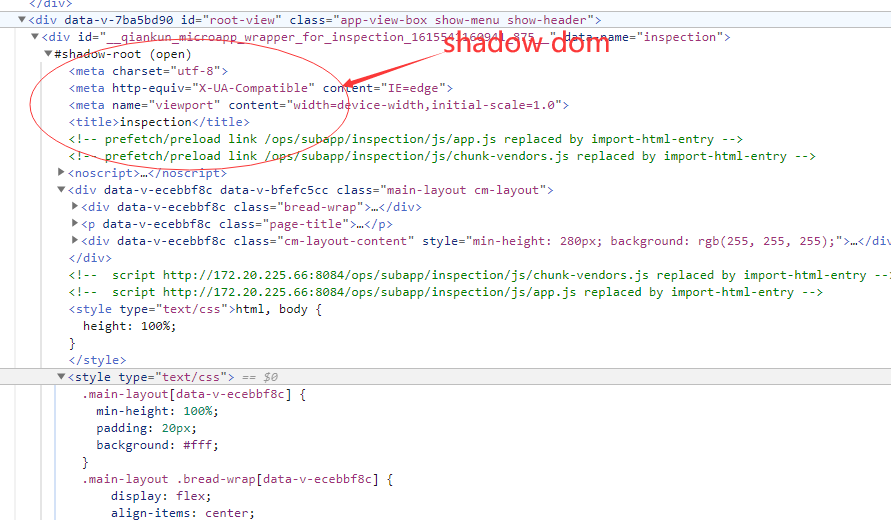 </div>
<div data-v-7ba5bd90 id="root-view" class="app-view-box show-menu show-header">
<div id="__qiankun_microapp_wrapper_for_inspection_1615541160941_875__" data-name="inspection">
shadow dom
#shadow-root (open)
<meta charset="utf-8">
<meta http-equiv="X-UA-Compatible" content="IE=edge">
<meta name="viewport" content="width=device-width,initial-scale=1.0">
<title>inspection</title>
<!-- prefetch/preload link /ops/subapp/inspection/js/app.js replaced by import-html-entry -->
<!-- prefetch/preload link /ops/subapp/inspection/js/chunk-vendors.js replaced by import-html-entry -->
<noscript>…</noscript>
<div data-v-ecebbf8c data-v-bfefc5cc class="main-layout cm-layout">
<div data-v-ecebbf8c class="bread-wrap">…</div>
<p data-v-ecebbf8c class="page-title">…</p>
<div data-v-ecebbf8c class="cm-layout-content" style="min-height: 280px; background: rgb(255, 255, 255);">…</div
</div>
<!--  script http://172.20.225.66:8084/ops/subapp/inspection/js/chunk-vendors.js replaced by import-html-entry --
<!--  script http://172.20.225.66:8084/ops/subapp/inspection/js/app.js replaced by import-html-entry -->
<style type="text/css">html, body {
height: 100%;
}
</style>
<style type="text/css"> == $0
.main-layout[data-v-ecebbf8c] {
min-height: 100%;
padding: 20px;
background: #fff;
}
.main-layout .bread-wrap[data-v-ecebbf8c] {
display: flex;
align-items: center;